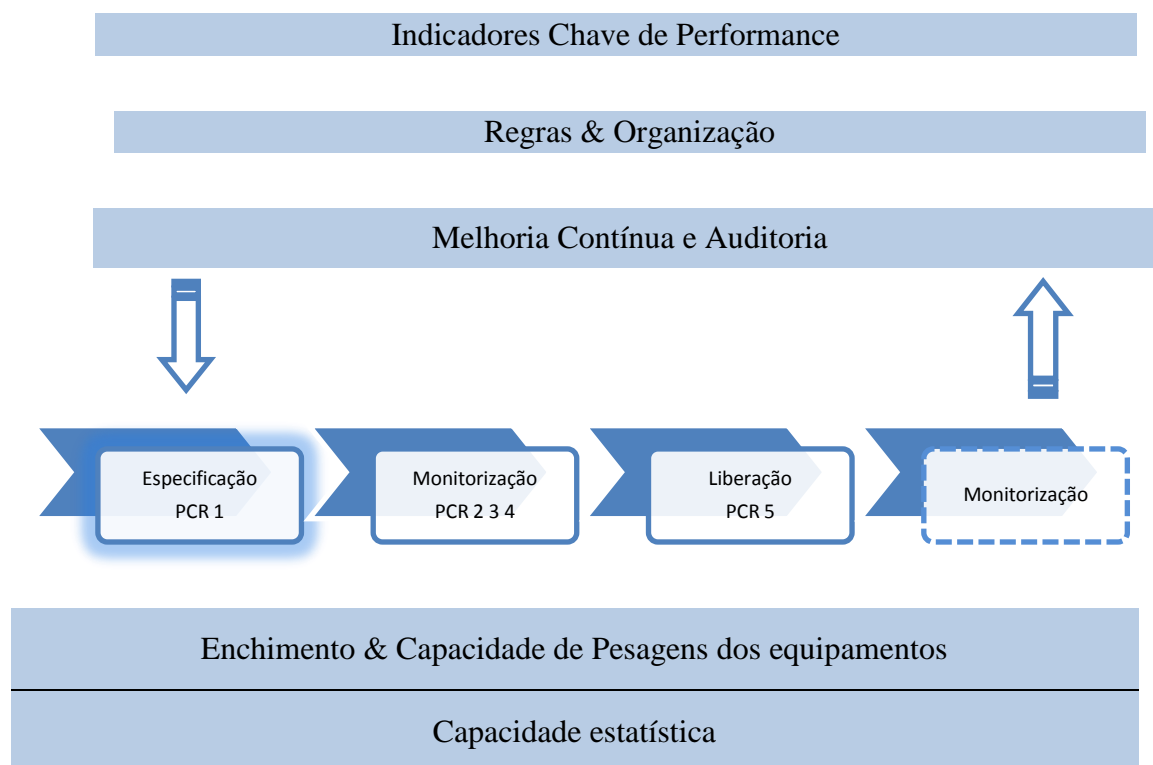 Indicadores Chave de Performance
Regras & Organização
Melhoria Contínua e Auditoria
Especificação
PCR 1
Monitorização
PCR 2 3 4
Liberação
PCR 5
Monitorização
Enchimento & Capacidade de Pesagens dos equipamentos
Capacidade estatística